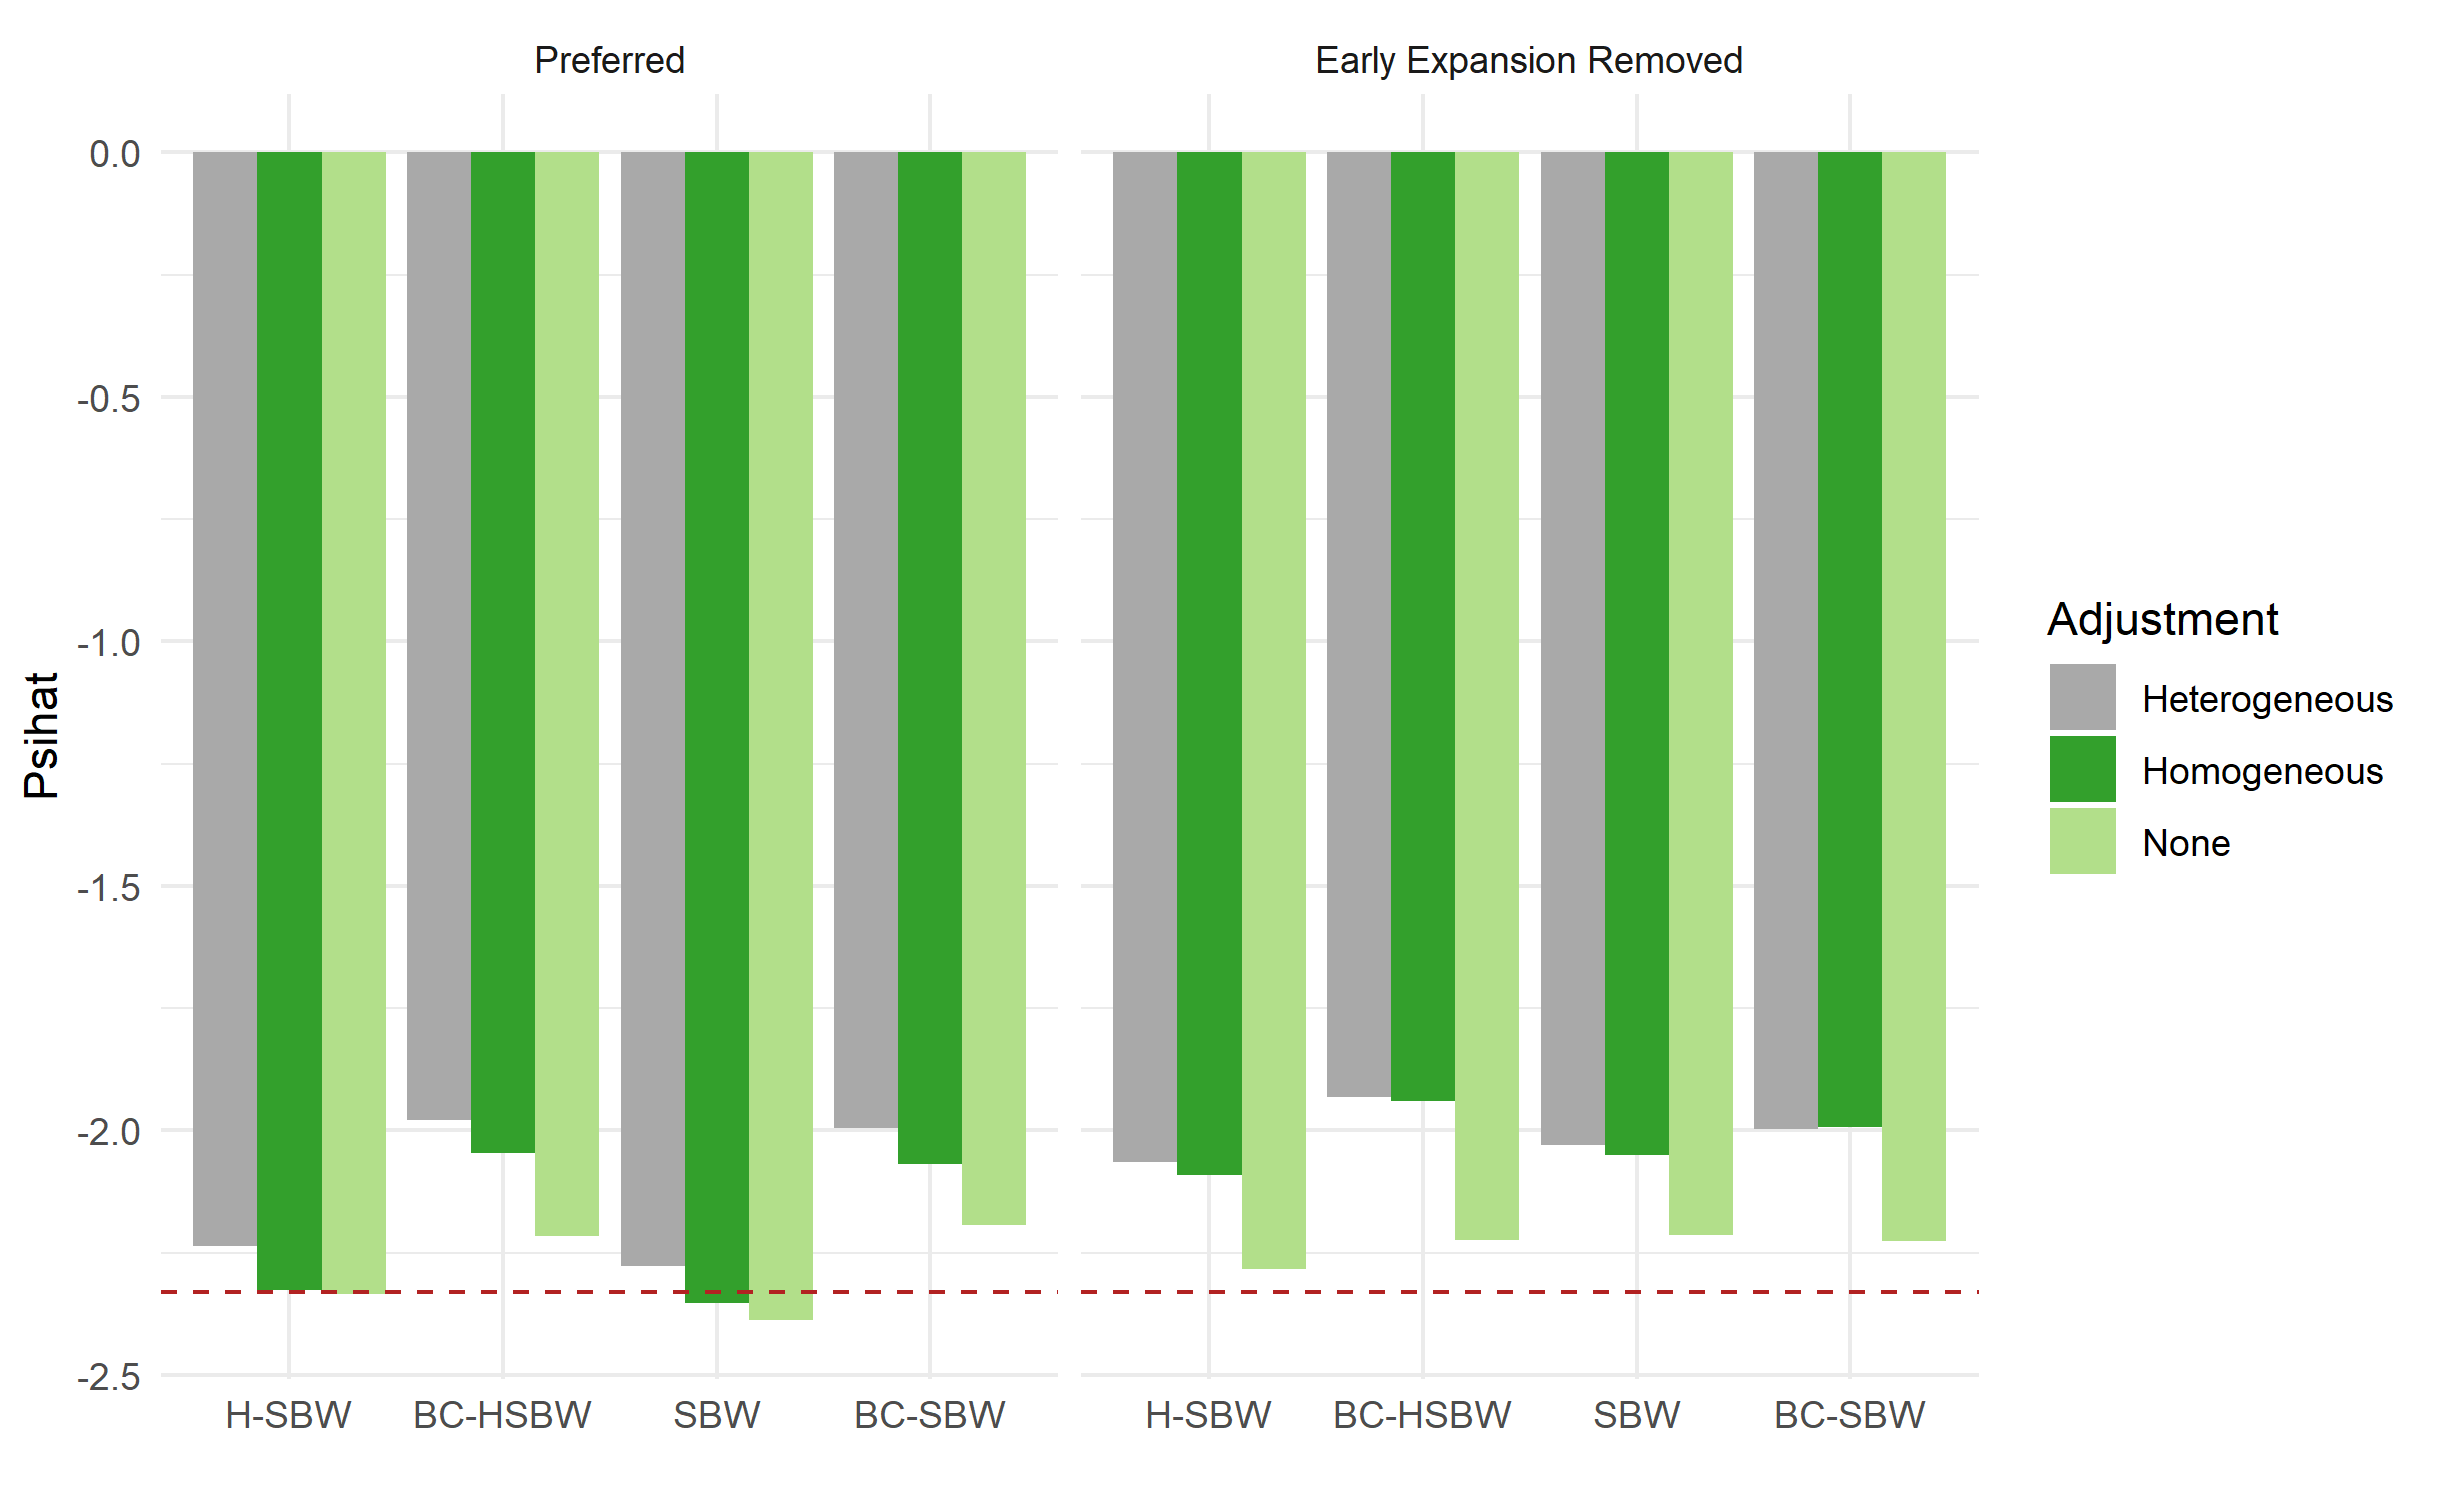 Preferred
Early Expansion Removed
0.0
-0.5
-1.0
-1.5
-2.0
-2.5
Psihat
H-SBW
BC-HSBW
SBW
BC-SBW
H-SBW
BC-HSBW
SBW
BC-SBW
Adjustment
Heterogeneous
Homogeneous
None